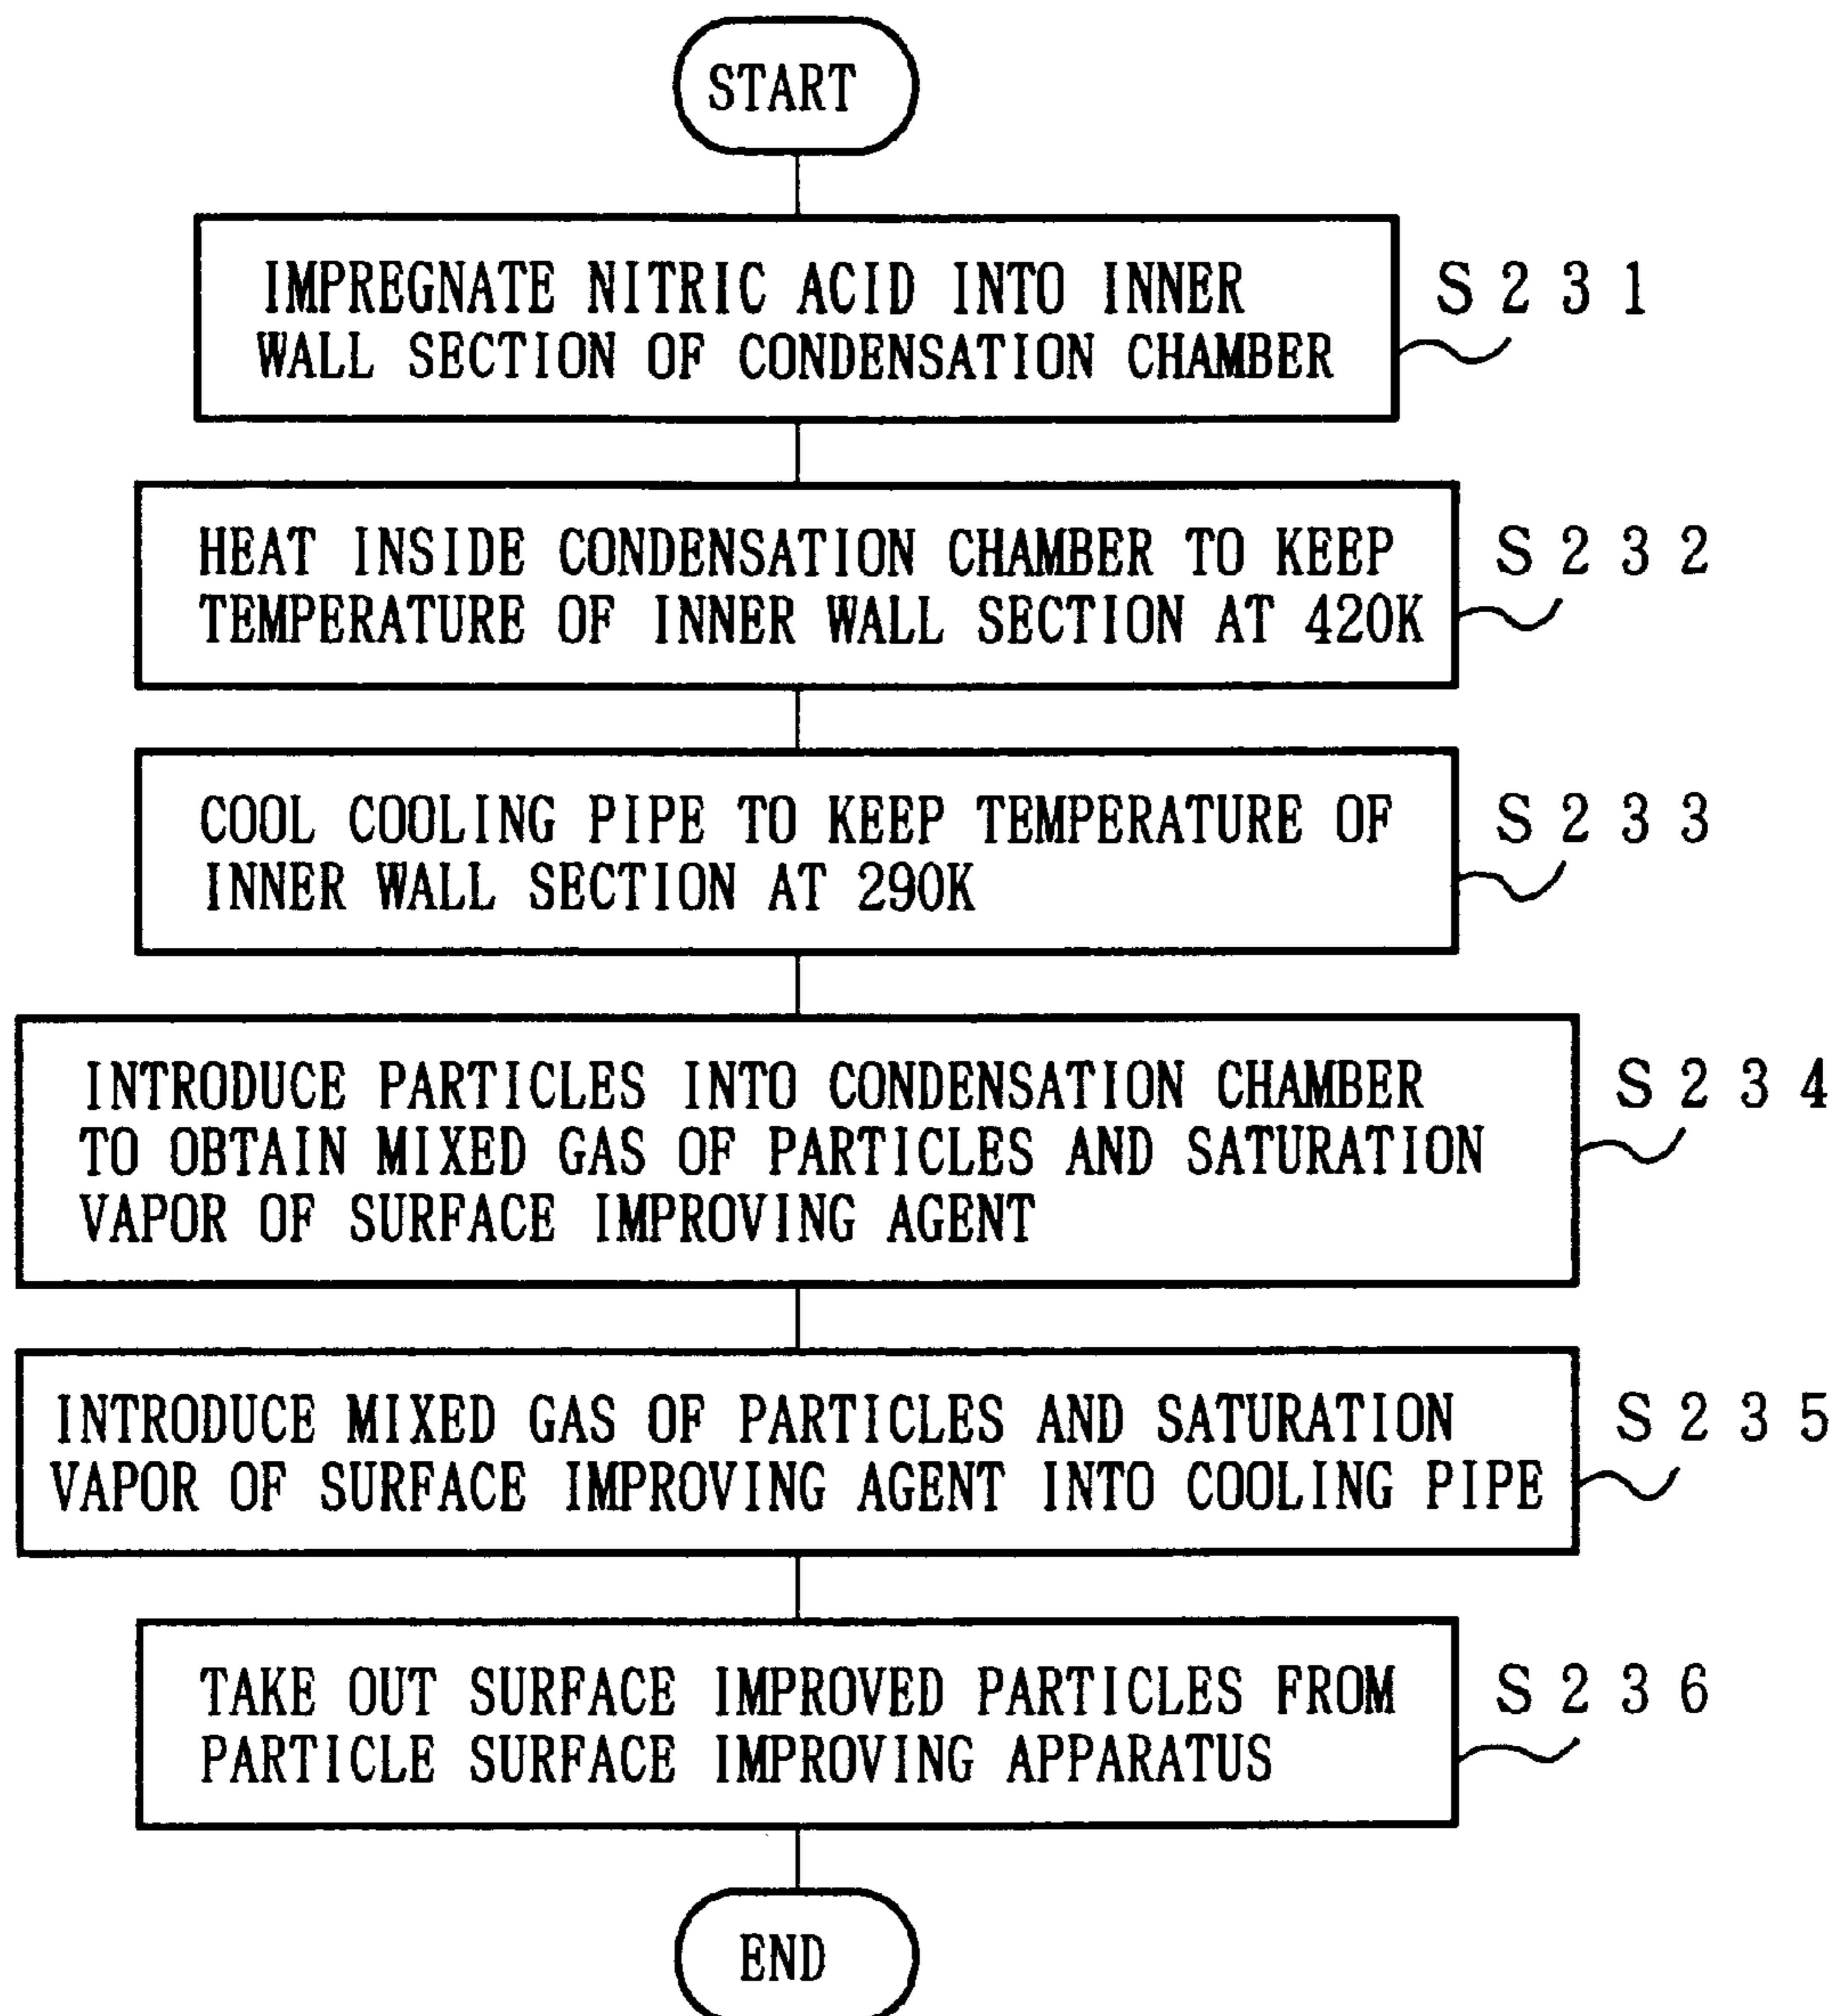 START
IMPREGNATE NITRIC ACID INTO INNER
WALL SECTION OF CONDENSATION CHAMBER
S231
HEAT INSIDE CONDENSATION CHAMBER TO KEEP
TEMPERATURE OF INNER WALL SECTION AT 420K
S232
COOL COOLING PIPE TO KEEP TEMPERATURE OF
INNER WALL SECTION AT 290K
S233
INTRODUCE PARTICLES INTO CONDENSATION CHAMBER
TO OBTAIN MIXED GAS OF PARTICLES AND SATURATION
VAPOR OF SURFACE IMPROVING AGENT
S234
INTRODUCE MIXED GAS OF PARTICLES AND SATURATION
VAPOR OF SURFACE IMPROVING AGENT INTO COOLING PIPE
S235
TAKE OUT SURFACE IMPROVED PARTICLES FROM
PARTICLE SURFACE IMPROVING APPARATUS
S236
END